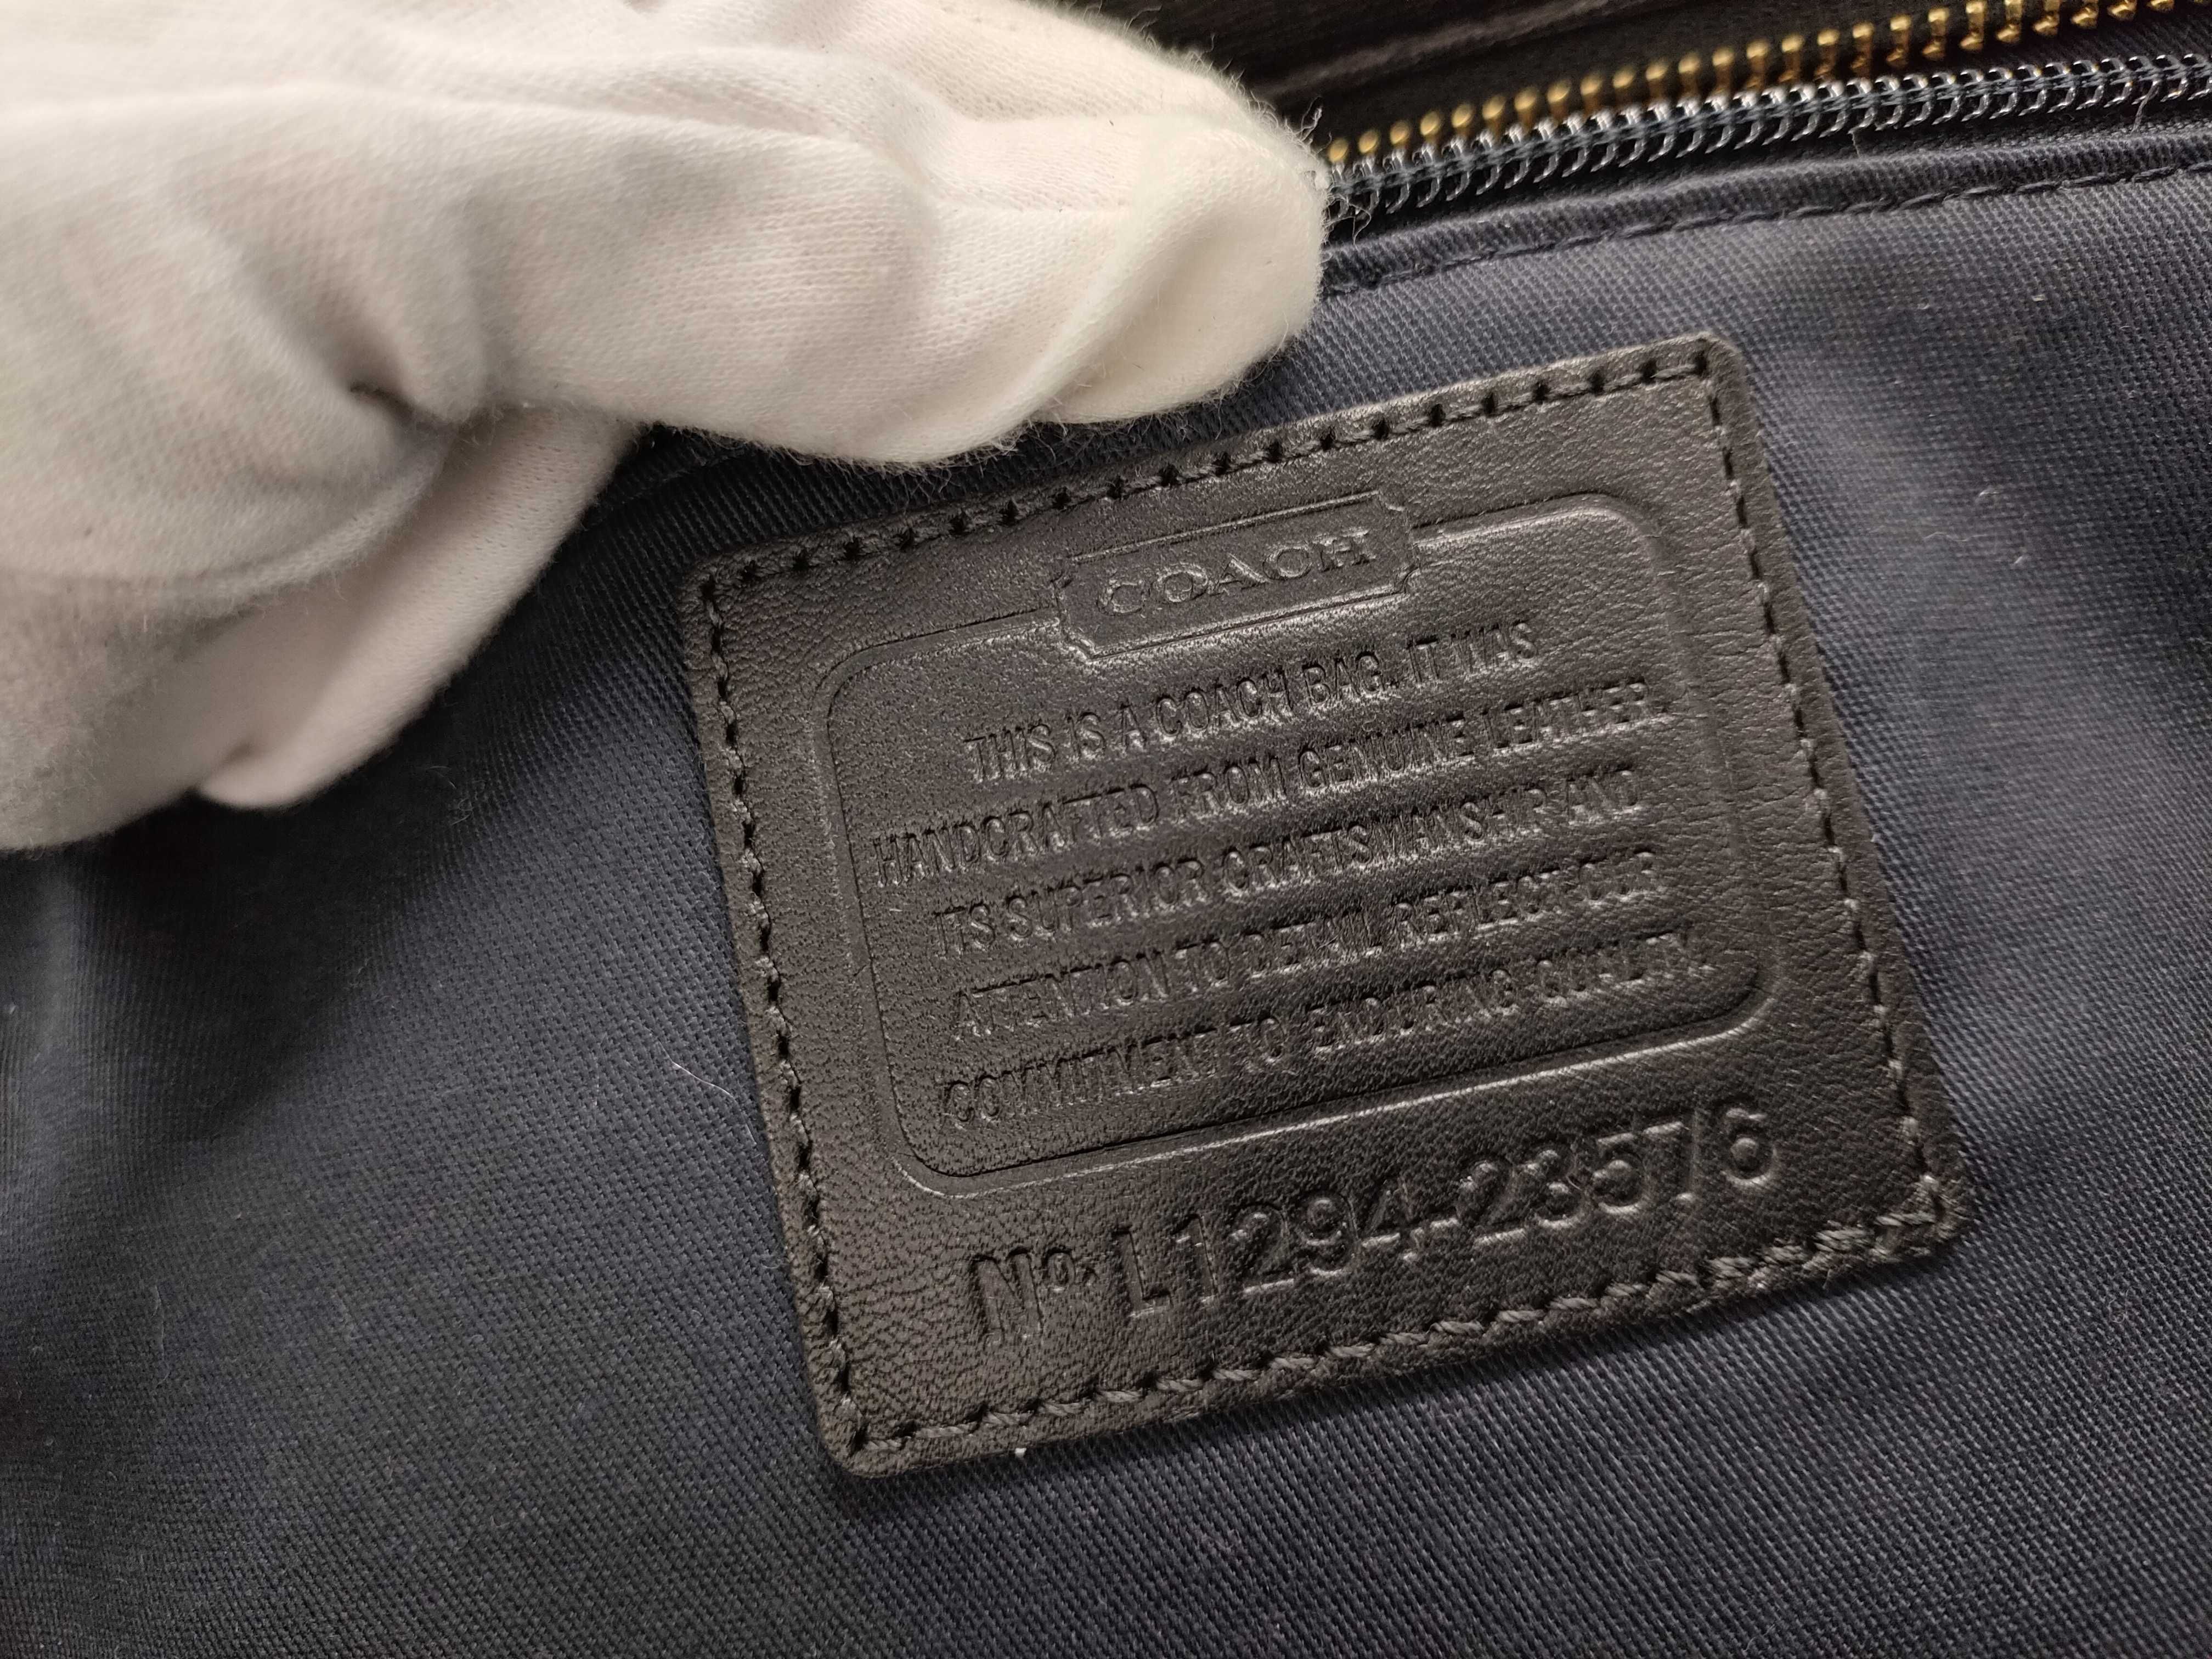 COACH
THIS IS A COACH BAG. IT WAS
HANDCRAFTED FROM GENUINE LEATHER.
ITS SUPERIOR CRAFTSMANSHIP AND
ATTENTION TO DETAIL REFLECT OUR
COMMITMENT TO ENDURING QUALITY.
No. L1294-23576